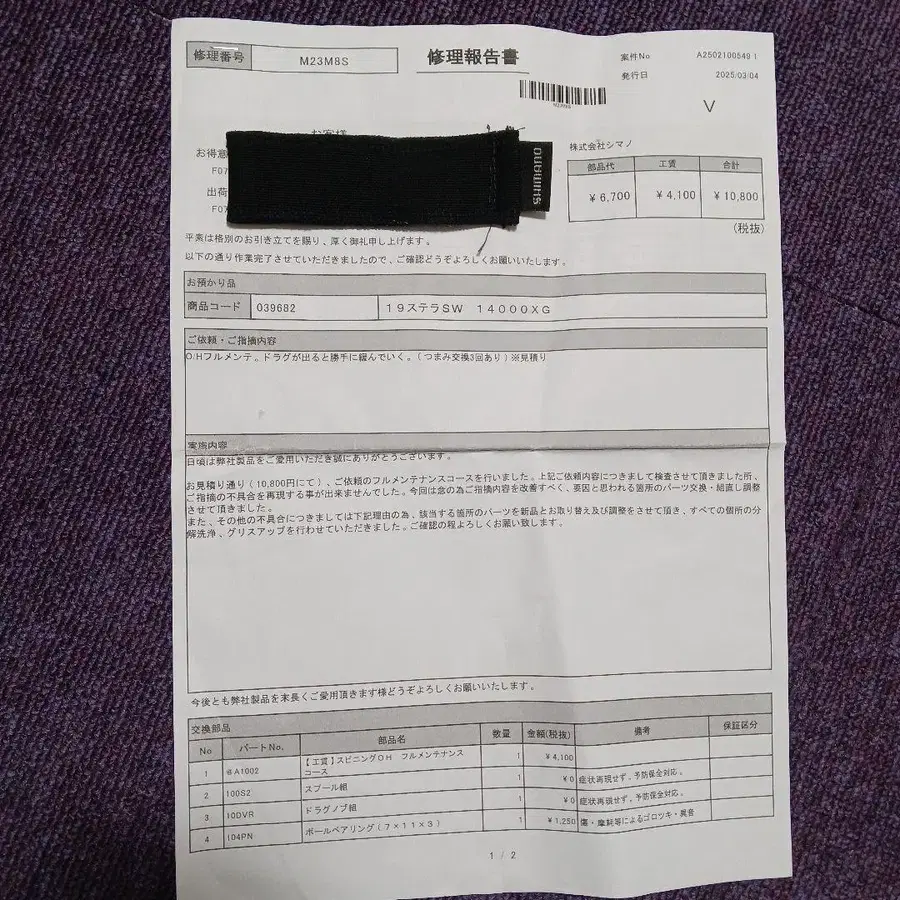 修理番号 M23M8S
修理報告書
案件No A2502100549 1
発行日 2025/03/04
V
お客様
お得意
F07
出荷
F07
株式会社シマノ
部品代 工賃 合計
¥6,700 ¥4,100 ¥10,800
(税抜)
平素は格別のお引き立てを賜り、厚く御礼申し上げます。
以下の通り作業完了させていただきましたので、ご確認どうぞよろしくお願いいたします。
お預かり品
商品コード 039682 19ステラSW 14000XG
ご依頼・ご指摘内容
O/Hフルメンテ。ドラグが出ると勝手に緩んでいく。(つまみ交換3回あり)※見積り
実施内容
日頃は弊社製品をご愛用いただき誠にありがとうございます。
お見積り通り(10,800円にて)、ご依頼のフルメンテナンスコースを行いました。上記ご依頼内容につきまして検査させて頂きました所、
ご指摘の不具合を再現する事が出来ませんでした。今回は念の為ご指摘内容を改善すべく、要因と思われる箇所のパーツ交換・組直し調整
させて頂きました。
また、その他の不具合につきましては下記理由の為、該当する箇所のパーツを新品とお取り替え及び調整をさせて頂き、すべての個所の分
解洗浄、グリスアップを行わせていただきました。ご確認の程よろしくお願い致します。
今後とも弊社製品を末長くご愛用頂きます様どうぞよろしくお願いいたします。
交換部品
No パートNo. 部品名 数量 金額(税抜) 備考 保証区分
1 8A1002 【工賃】スピニングOH フルメンテナンス
コース 1 ¥4,100
2 100S2 スプール組 1 ¥0 症状再現せず。予防保全対応。
3 10DVR ドラグノブ組 1 ¥0 症状再現せず。予防保全対応。
4 104PN ボールベアリング(7×11×3) 1 ¥1,250 傷・摩耗等によるゴロツキ・異音
1 / 2